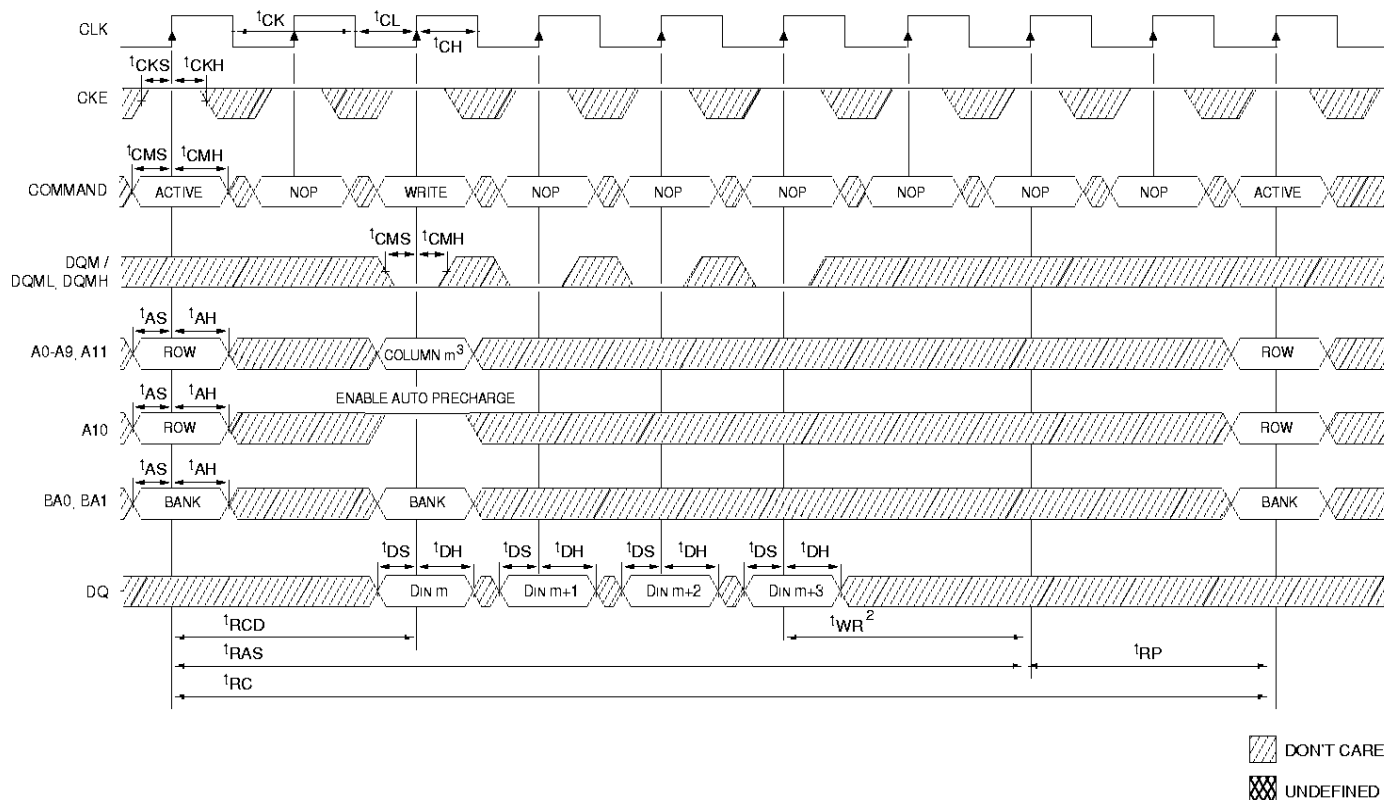 CLK
tCK
tCL
tCH
tCKS
tCKH
CKE
tCMS
tCMH
COMMAND
ACTIVE
NOP
WRITE
NOP
NOP
NOP
NOP
NOP
NOP
ACTIVE
tCMS
tCMH
DQM /
DQML, DQMH
tAS
tAH
A0-A9, A11
ROW
COLUMN m3
ROW
tAS
tAH
ENABLE AUTO PRECHARGE
A10
ROW
ROW
tAS
tAH
BA0, BA1
BANK
BANK
BANK
tDS
tDH
tDS
tDH
tDS
tDH
tDS
tDH
DQ
DIN m
DIN m+1
DIN m+2
DIN m+3
tRCD
tWR2
tRAS
tRP
tRC
DON'T CARE
UNDEFINED